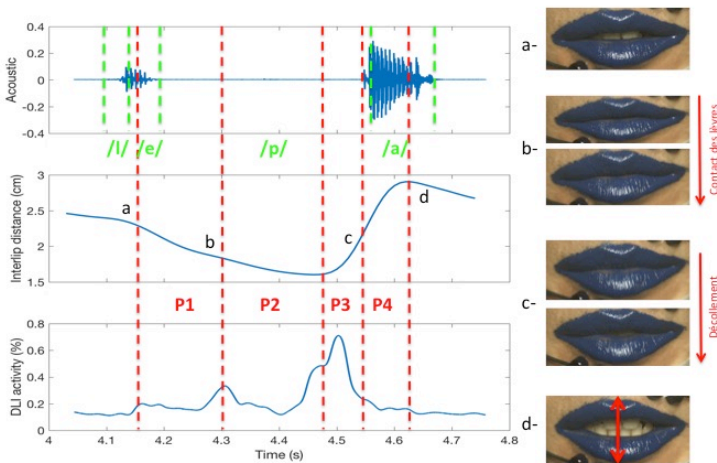 0.4
0.2
0
-0.2
-0.4
Acoustic
/l/ /e/ /p/ /a/
3
2.5
2
1.5
Interlip distance (cm)
a b c d
P1 P2 P3 P4
0.8
0.6
0.4
0.2
0
DLI activity (%)
4 4.1 4.2 4.3 4.4 4.5 4.6 4.7 4.8
Time (s)
a-
b-
Contact des lèvres
c-
Décollement
d-